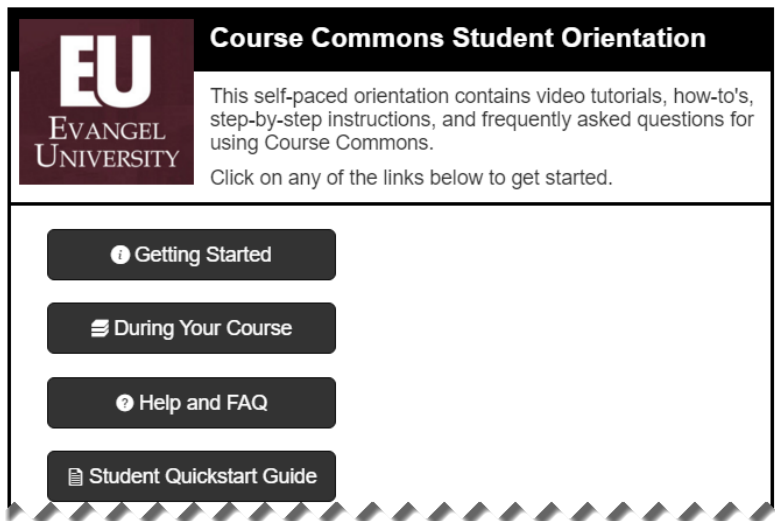 EU
EVANGEL
UNIVERSITY
Course Commons Student Orientation
This self-paced orientation contains video tutorials, how-to's,
step-by-step instructions, and frequently asked questions for
using Course Commons.
Click on any of the links below to get started.
Getting Started
During Your Course
Help and FAQ
Student Quickstart Guide